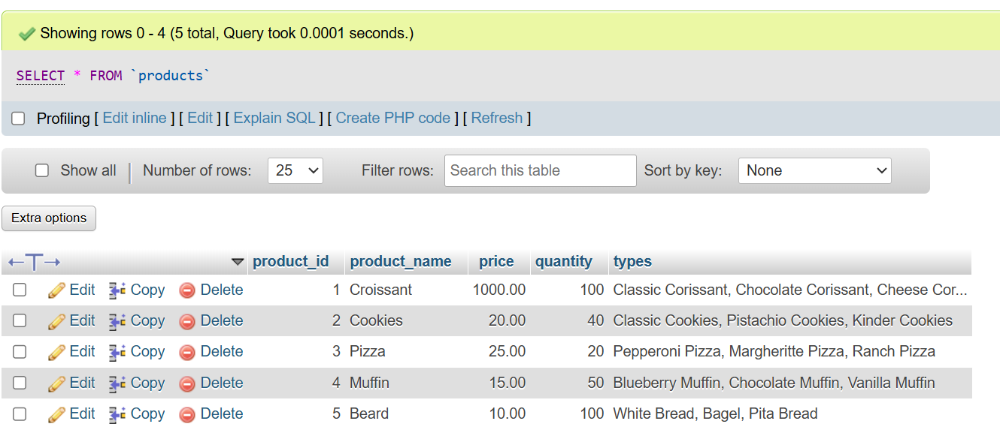 Showing rows 0 - 4 (5 total, Query took 0.0001 seconds.)
SELECT * FROM `products`
Profiling [ Edit inline ] [ Edit ] [ Explain SQL ] [ Create PHP code ] [ Refresh ]
Show all Number of rows: 25 Filter rows: Search this table Sort by key: None
Extra options
product_id product_name price quantity types
Edit Copy Delete 1 Croissant 1000.00 100 Classic Corissant, Chocolate Corissant, Cheese Cor...
Edit Copy Delete 2 Cookies 20.00 40 Classic Cookies, Pistachio Cookies, Kinder Cookies
Edit Copy Delete 3 Pizza 25.00 20 Pepperoni Pizza, Margheritte Pizza, Ranch Pizza
Edit Copy Delete 4 Muffin 15.00 50 Blueberry Muffin, Chocolate Muffin, Vanilla Muffin
Edit Copy Delete 5 Beard 10.00 100 White Bread, Bagel, Pita Bread